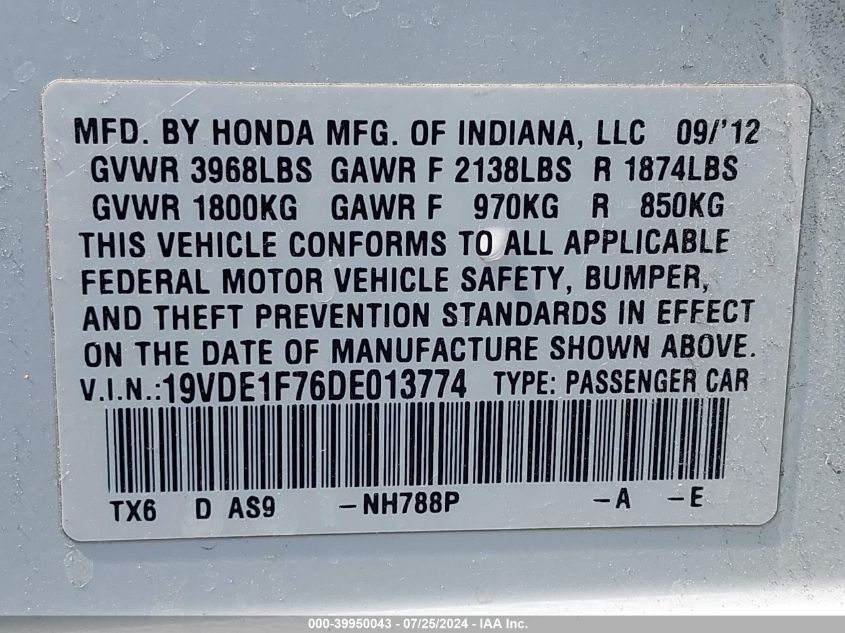 MFD. BY HONDA MFG. OF INDIANA, LLC 09/'12
GVWR 3968LBS GAWR F 2138LBS R 1874LBS
GVWR 1800KG GAWR F 970KG R 850KG
THIS VEHICLE CONFORMS TO ALL APPLICABLE
FEDERAL MOTOR VEHICLE SAFETY, BUMPER,
AND THEFT PREVENTION STANDARDS IN EFFECT
ON THE DATE OF MANUFACTURE SHOWN ABOVE.
V.I.N.:19VDE1F76DE013774 TYPE: PASSENGER CAR
TX6 D AS9 -NH788P -A -E
000-39950043 - 07/25/2024 - IAAI.com